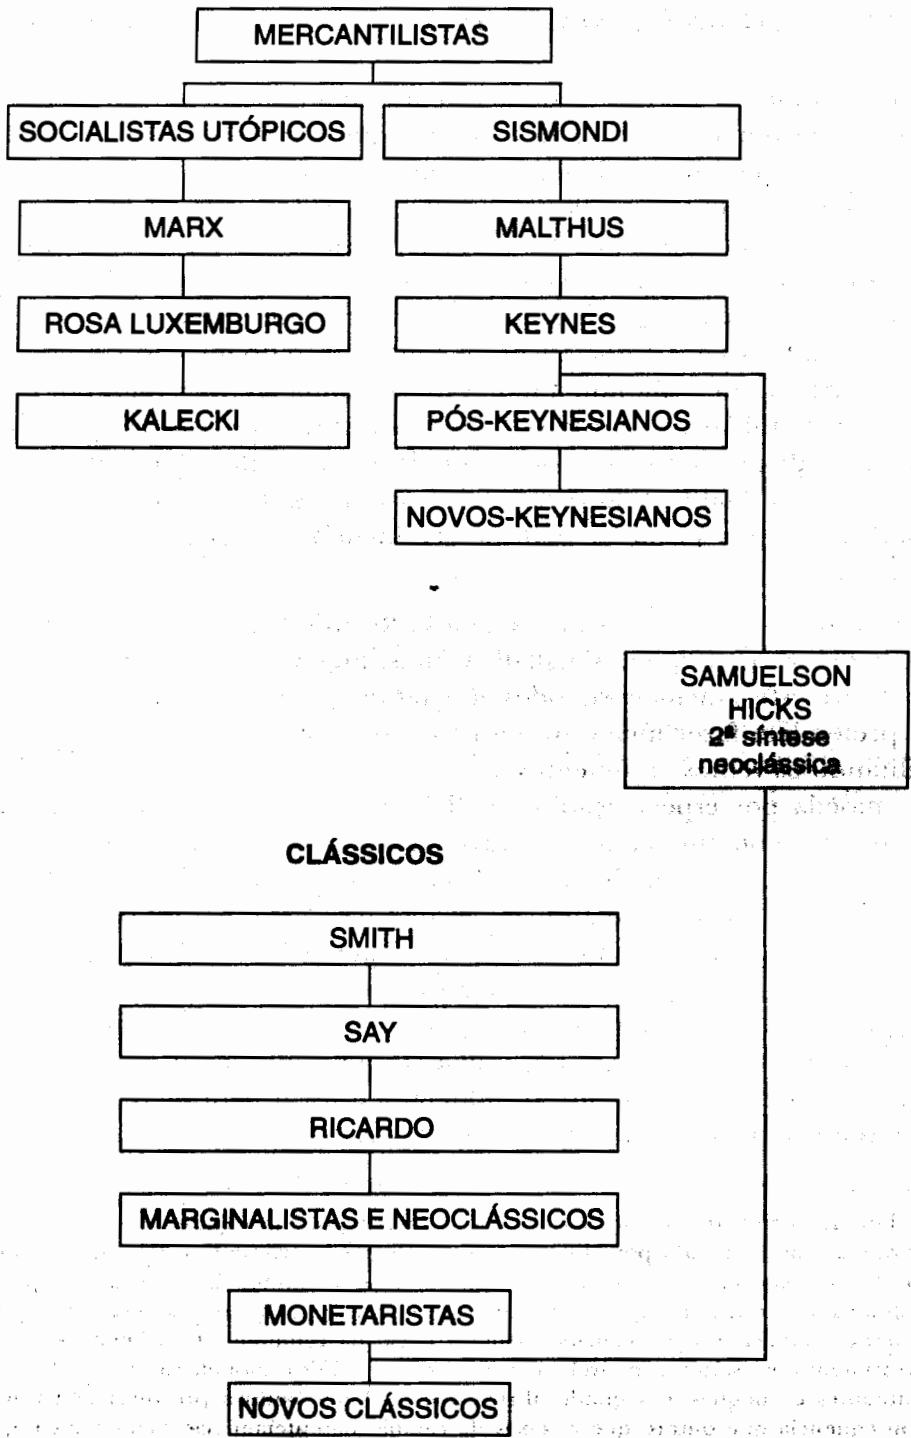 MERCANTILISTAS
SOCIALISTAS UTÓPICOS
SISMONDI
MARX
MALTHUS
ROSA LUXEMBURGO
KEYNES
KALECKI
PÓS-KEYNESIANOS
NOVOS-KEYNESIANOS
SAMUELSON
HICKS
2ª síntese
neoclássica
CLÁSSICOS
SMITH
SAY
RICARDO
MARGINALISTAS E NEOCLÁSSICOS
MONETARISTAS
NOVOS CLÁSSICOS